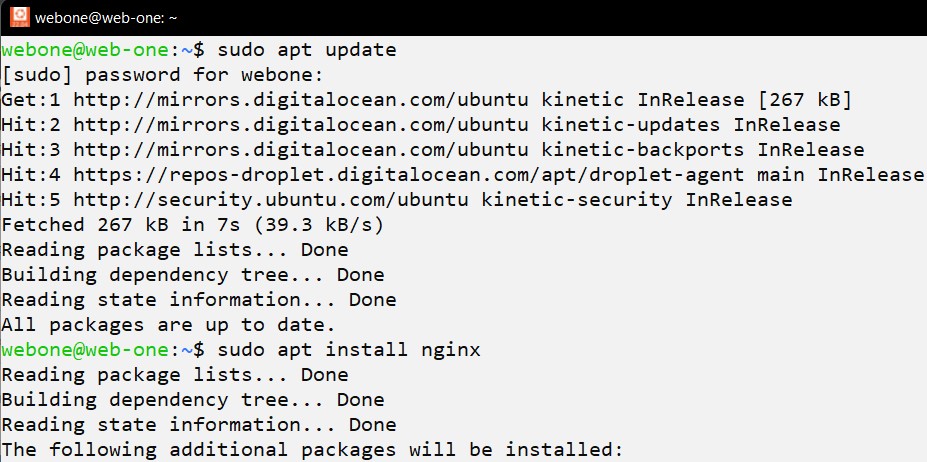 webone@web-one: ~
webone@web-one:~$ sudo apt update
[sudo] password for webone:
Get:1 http://mirrors.digitalocean.com/ubuntu kinetic InRelease [267 kB]
Hit:2 http://mirrors.digitalocean.com/ubuntu kinetic-updates InRelease
Hit:3 http://mirrors.digitalocean.com/ubuntu kinetic-backports InRelease
Hit:4 https://repos-droplet.digitalocean.com/apt/droplet-agent main InRelease
Hit:5 http://security.ubuntu.com/ubuntu kinetic-security InRelease
Fetched 267 kB in 7s (39.3 kB/s)
Reading package lists... Done
Building dependency tree... Done
Reading state information... Done
All packages are up to date.
webone@web-one:~$ sudo apt install nginx
Reading package lists... Done
Building dependency tree... Done
Reading state information... Done
The following additional packages will be installed: